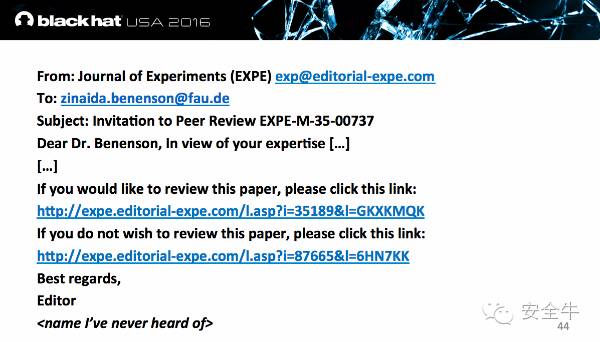 black hat USA 2016
From: Journal of Experiments (EXPE) exp@editorial-expe.com
To: zinaida.benenson@fau.de
Subject: Invitation to Peer Review EXPE-M-35-00737
Dear Dr. Benenson, In view of your expertise […]
[…]
If you would like to review this paper, please click this link:
http://expe.editorial-expe.com/l.asp?i=35189&l=GKXKMQK
If you do not wish to review this paper, please click this link:
http://expe.editorial-expe.com/l.asp?i=87665&l=6HN7KK
Best regards,
Editor
<name I’ve never heard of>
安全牛
44